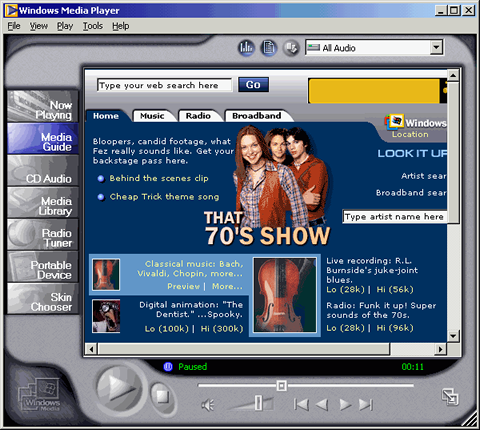 Windows Media Player
File View Play Tools Help
All Audio
Type your web search here
Go
Home Music Radio Broadband
Windows
Location
Now
Playing
Media
Guide
CD Audio
Media
Library
Radio
Tuner
Portable
Device
Skin
Chooser
Bloopers, candid footage, what
Fez really sounds like. Get your
backstage pass here.
Behind the scenes clip
Cheap Trick theme song
THAT
70'S SHOW
LOOK IT UP
Artist sear
Broadband sear
Type artist name here
Classical music: Bach,
Vivaldi, Chopin, more...
Preview | More...
Digital animation: "The
Dentist." ...Spooky.
Lo (100k) | Hi (300k)
Live recording: R.L.
Burnside's juke-joint
blues.
Lo (28k) | Hi (56k)
Radio: Funk it up! Super
sounds of the 70s.
Lo (28k) | Hi (96k)
Paused
00:11
Windows
Media